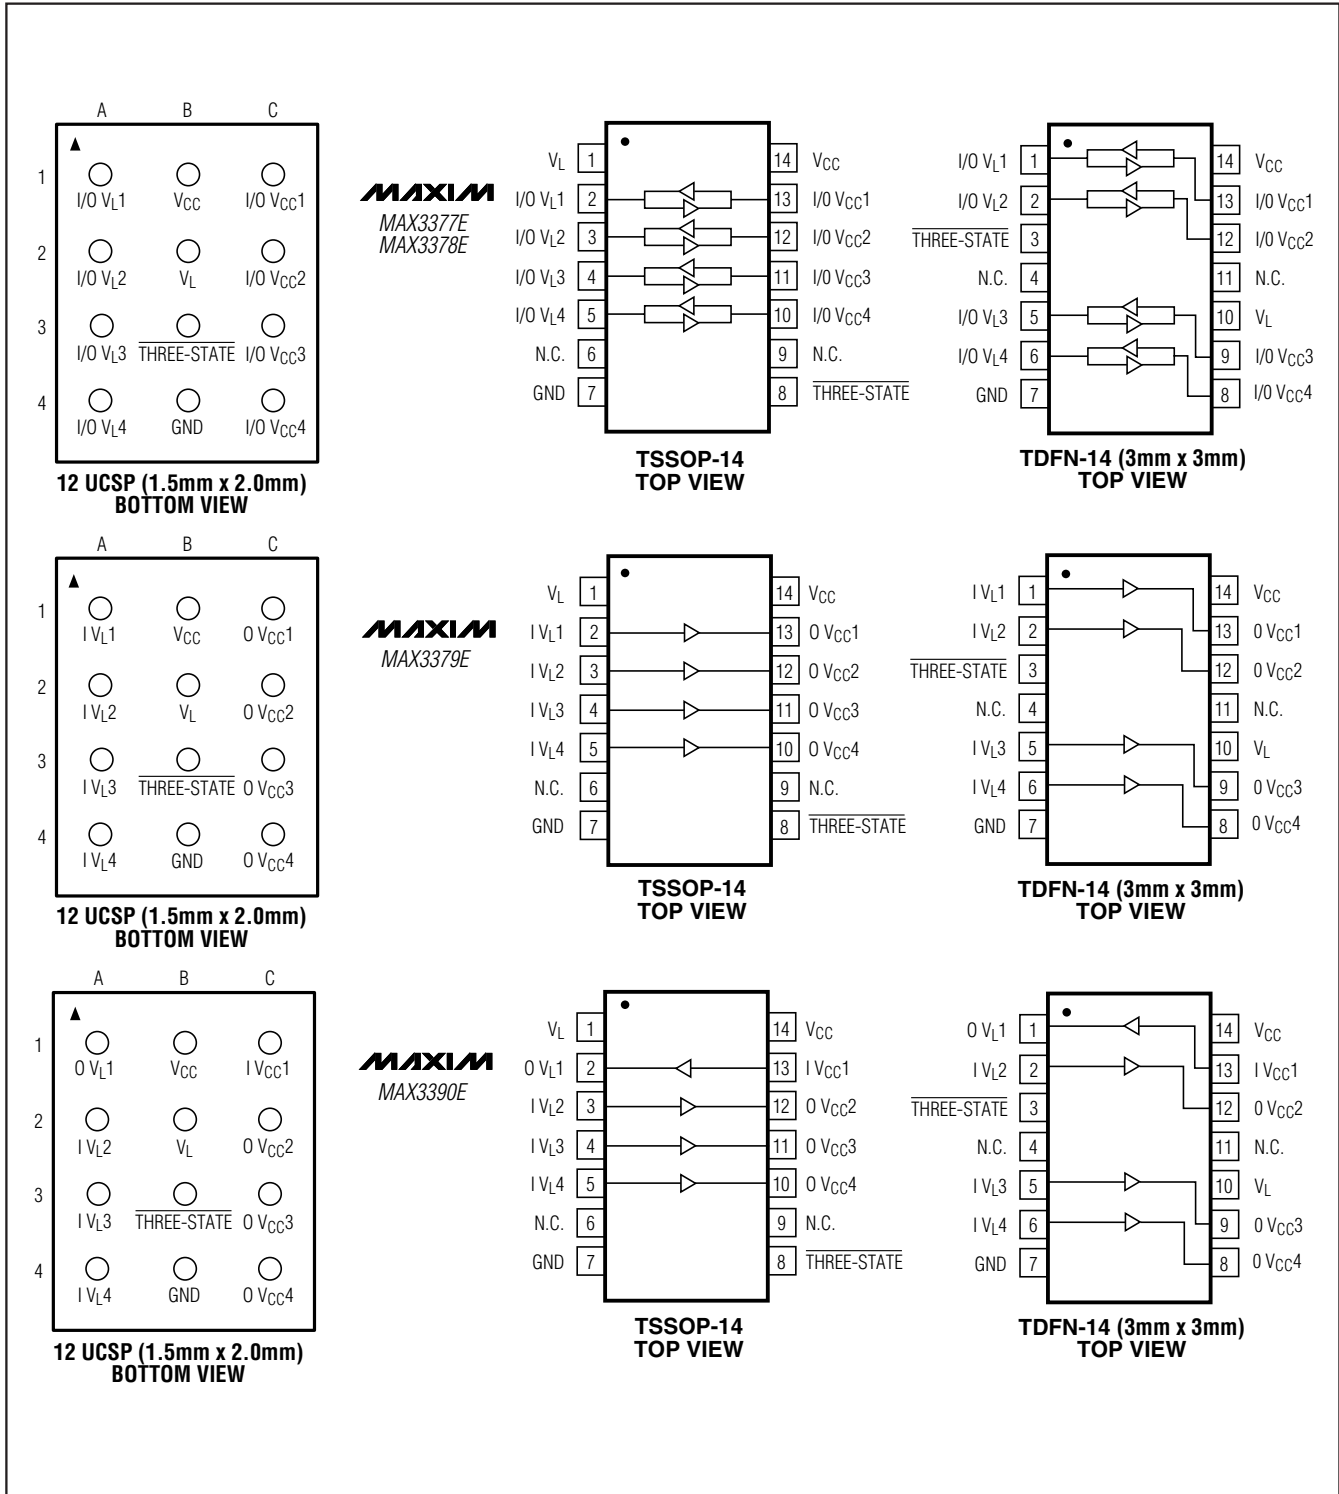 A B C
1 I/O VL1 VCC I/O VCC1
2 I/O VL2 VL I/O VCC2
3 I/O VL3 THREE-STATE I/O VCC3
4 I/O VL4 GND I/O VCC4
12 UCSP (1.5mm x 2.0mm)
BOTTOM VIEW
MAXIM
MAX3377E
MAX3378E
VL 1 14 VCC
I/O VL1 2 13 I/O VCC1
I/O VL2 3 12 I/O VCC2
I/O VL3 4 11 I/O VCC3
I/O VL4 5 10 I/O VCC4
N.C. 6 9 N.C.
GND 7 8 THREE-STATE
TSSOP-14
TOP VIEW
I/O VL1 1 14 VCC
I/O VL2 2 13 I/O VCC1
THREE-STATE 3 12 I/O VCC2
N.C. 4 11 N.C.
I/O VL3 5 10 VL
I/O VL4 6 9 I/O VCC3
GND 7 8 I/O VCC4
TDFN-14 (3mm x 3mm)
TOP VIEW
A B C
1 I VL1 VCC O VCC1
2 I VL2 VL O VCC2
3 I VL3 THREE-STATE O VCC3
4 I VL4 GND O VCC4
12 UCSP (1.5mm x 2.0mm)
BOTTOM VIEW
MAXIM
MAX3379E
VL 1 14 VCC
I VL1 2 13 O VCC1
I VL2 3 12 O VCC2
I VL3 4 11 O VCC3
I VL4 5 10 O VCC4
N.C. 6 9 N.C.
GND 7 8 THREE-STATE
TSSOP-14
TOP VIEW
I VL1 1 14 VCC
I VL2 2 13 O VCC1
THREE-STATE 3 12 O VCC2
N.C. 4 11 N.C.
I VL3 5 10 VL
I VL4 6 9 O VCC3
GND 7 8 O VCC4
TDFN-14 (3mm x 3mm)
TOP VIEW
A B C
1 O VL1 VCC I VCC1
2 I VL2 VL O VCC2
3 I VL3 THREE-STATE O VCC3
4 I VL4 GND O VCC4
12 UCSP (1.5mm x 2.0mm)
BOTTOM VIEW
MAXIM
MAX3390E
VL 1 14 VCC
O VL1 2 13 I VCC1
I VL2 3 12 O VCC2
I VL3 4 11 O VCC3
I VL4 5 10 O VCC4
N.C. 6 9 N.C.
GND 7 8 THREE-STATE
TSSOP-14
TOP VIEW
O VL1 1 14 VCC
I VL2 2 13 I VCC1
THREE-STATE 3 12 O VCC2
N.C. 4 11 N.C.
I VL3 5 10 VL
I VL4 6 9 O VCC3
GND 7 8 O VCC4
TDFN-14 (3mm x 3mm)
TOP VIEW